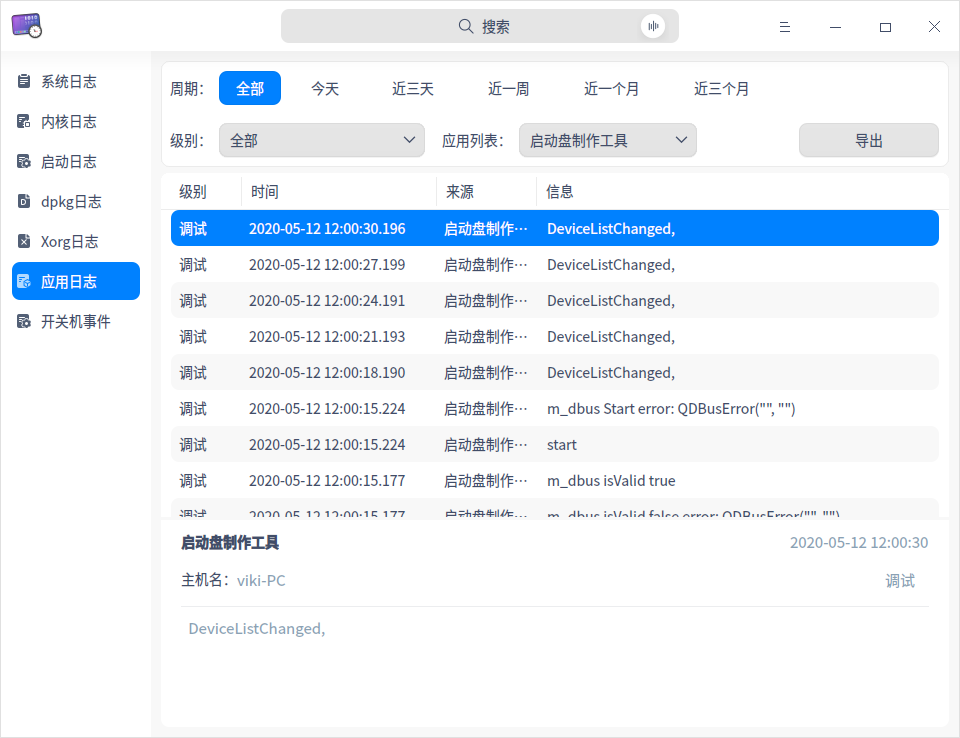 搜索
系统日志
内核日志
启动日志
dpkg日志
Xorg日志
应用日志
开关机事件
周期： 全部 今天 近三天 近一周 近一个月 近三个月
级别： 全部 应用列表： 启动盘制作工具 导出
级别 时间 来源 信息
调试 2020-05-12 12:00:30.196 启动盘制作… DeviceListChanged,
调试 2020-05-12 12:00:27.199 启动盘制作… DeviceListChanged,
调试 2020-05-12 12:00:24.191 启动盘制作… DeviceListChanged,
调试 2020-05-12 12:00:21.193 启动盘制作… DeviceListChanged,
调试 2020-05-12 12:00:18.190 启动盘制作… DeviceListChanged,
调试 2020-05-12 12:00:15.224 启动盘制作… m_dbus Start error: QDBusError("", "")
调试 2020-05-12 12:00:15.224 启动盘制作… start
调试 2020-05-12 12:00:15.177 启动盘制作… m_dbus isValid true
调试 2020-05-12 12:00:15.177 启动盘制作… m_dbus isValid false error: QDBusError("", "")
启动盘制作工具 2020-05-12 12:00:30
主机名： viki-PC 调试
DeviceListChanged,